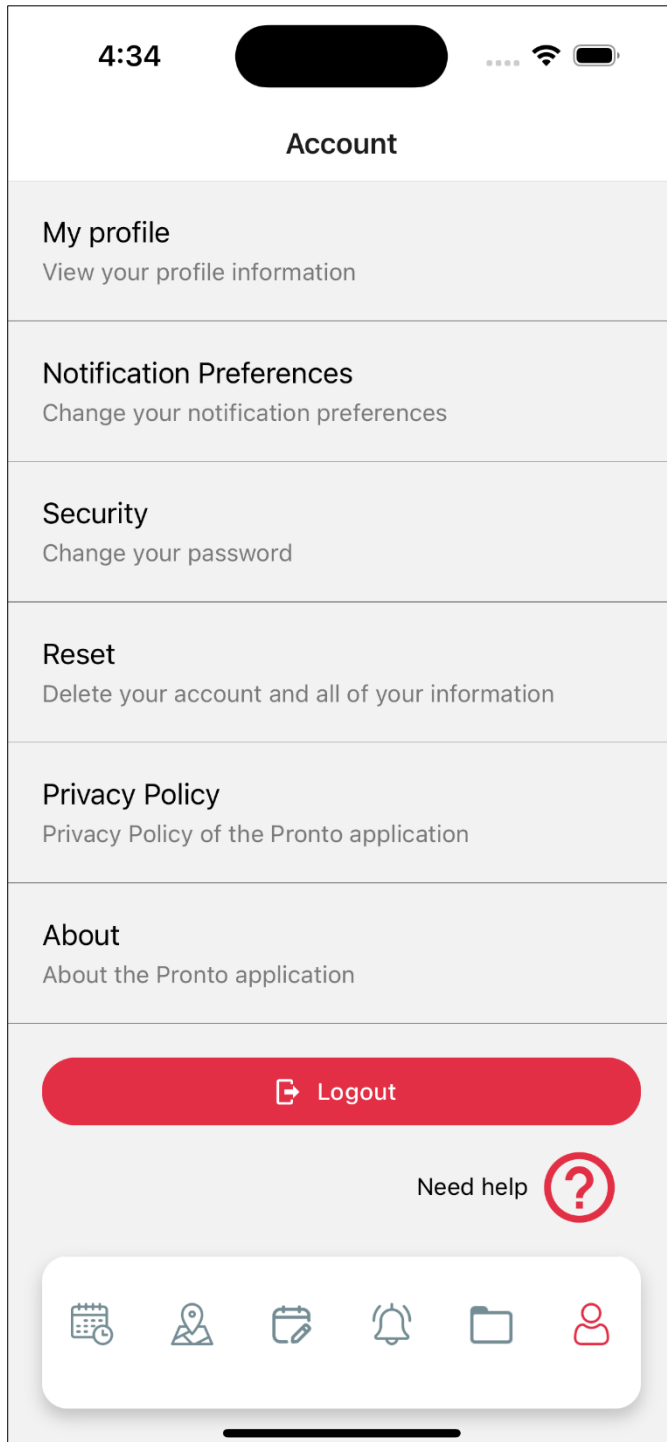 4:34
Account
My profile
View your profile information
Notification Preferences
Change your notification preferences
Security
Change your password
Reset
Delete your account and all of your information
Privacy Policy
Privacy Policy of the Pronto application
About
About the Pronto application
Logout
Need help ?